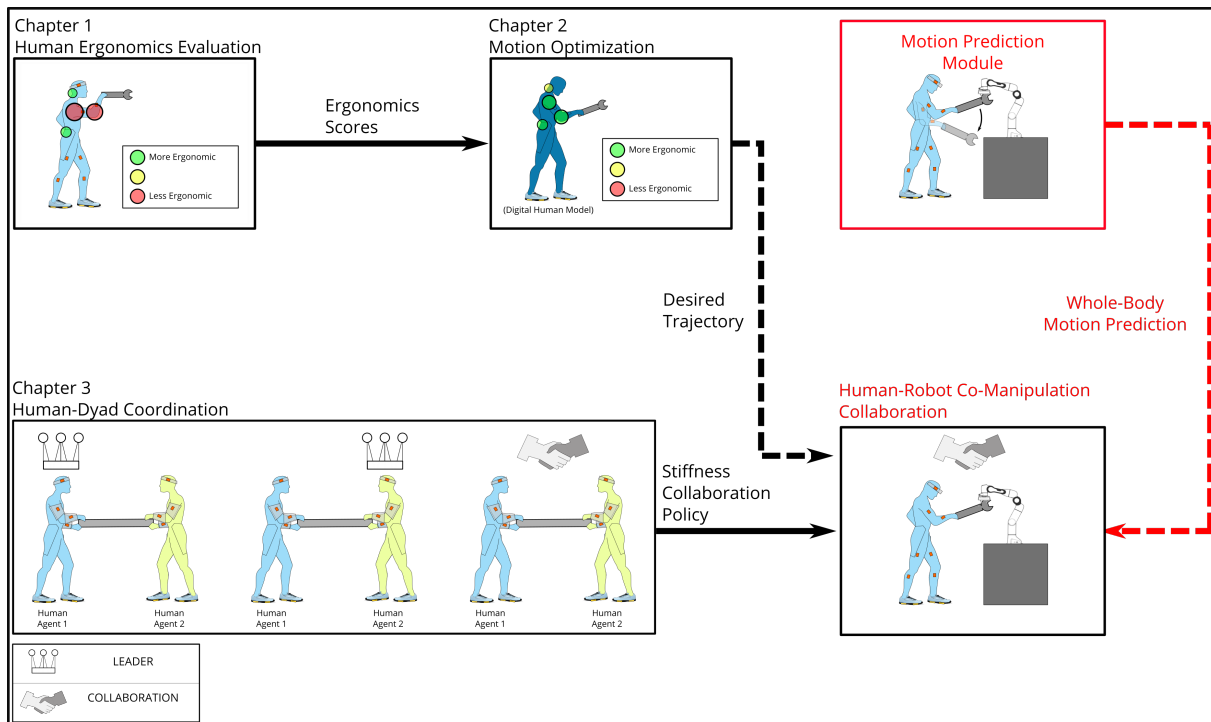 Chapter 1
Human Ergonomics Evaluation
More Ergonomic
Less Ergonomic
Ergonomics
Scores
Chapter 2
Motion Optimization
(Digital Human Model)
More Ergonomic
Less Ergonomic
Motion Prediction
Module
Desired
Trajectory
Whole-Body
Motion Prediction
Chapter 3
Human-Dyad Coordination
Human
Agent 1
Human
Agent 2
Human
Agent 1
Human
Agent 2
Human
Agent 1
Human
Agent 2
Stiffness
Collaboration
Policy
Human-Robot Co-Manipulation
Collaboration
LEADER
COLLABORATION